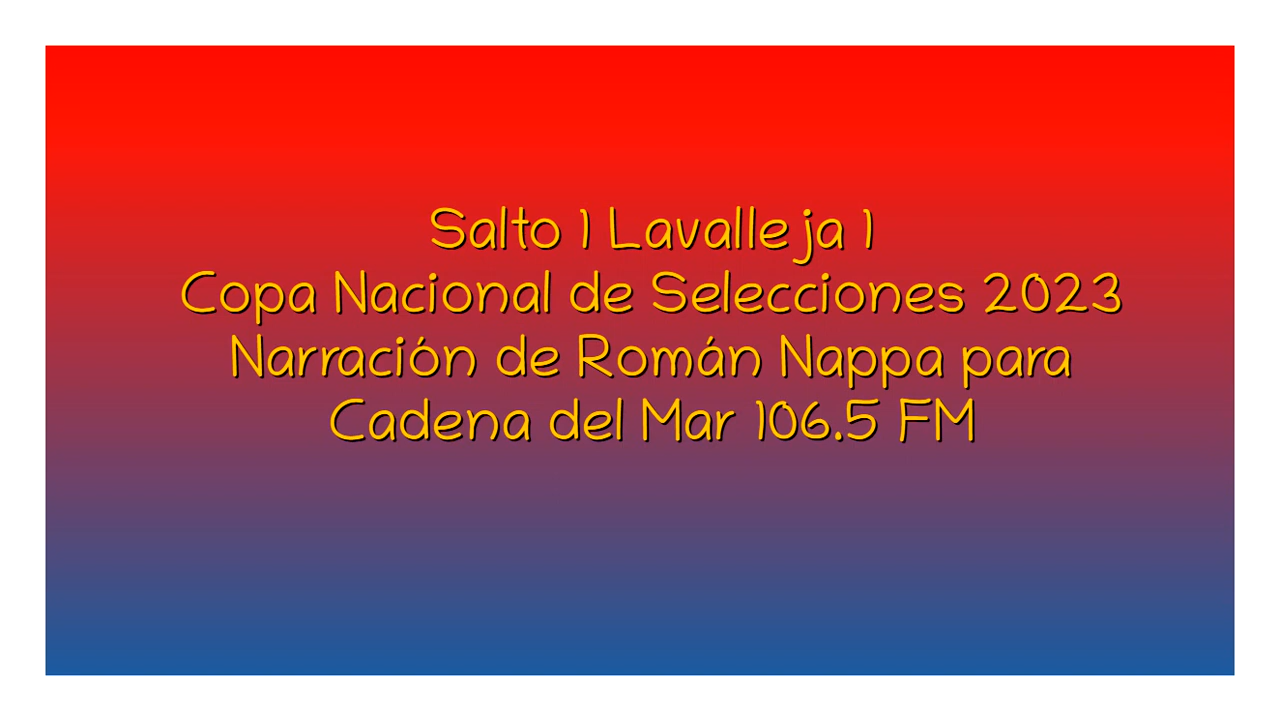 Salto 1 Lavalleja 1
Copa Nacional de Selecciones 2023
Narración de Román Nappa para
Cadena del Mar 106.5 FM